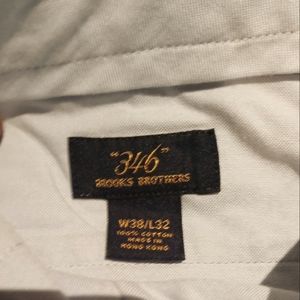 "346"
BROOKS BROTHERS
W38/L32
100% COTTON
MADE IN
HONG KONG